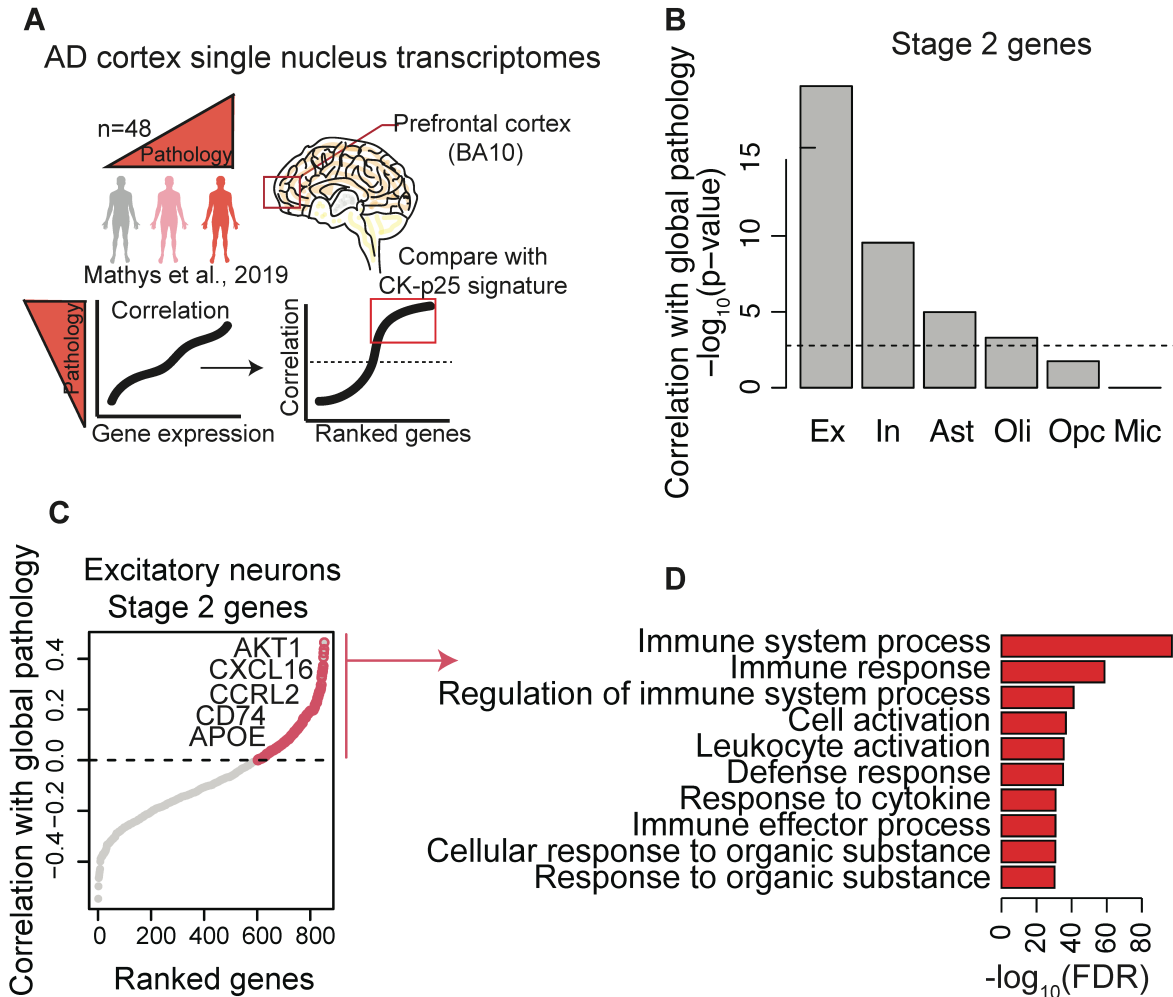 A
AD cortex single nucleus transcriptomes
n=48
Pathology
Prefrontal cortex
(BA10)
Mathys et al., 2019
Compare with
CK-p25 signature
Pathology
Correlation
Gene expression
Correlation
Ranked genes
B
Stage 2 genes
Correlation with global pathology
−log10(p−value)
15
10
5
0
Ex In Ast Oli Opc Mic
C
Excitatory neurons
Stage 2 genes
Correlation with global pathology
0.4
0.2
0.0
−0.2
−0.4
AKT1
CXCL16
CCRL2
CD74
APOE
0 200 400 600 800
Ranked genes
D
Immune system process
Immune response
Regulation of immune system process
Cell activation
Leukocyte activation
Defense response
Response to cytokine
Immune effector process
Cellular response to organic substance
Response to organic substance
0 20 40 60 80
-log10(FDR)